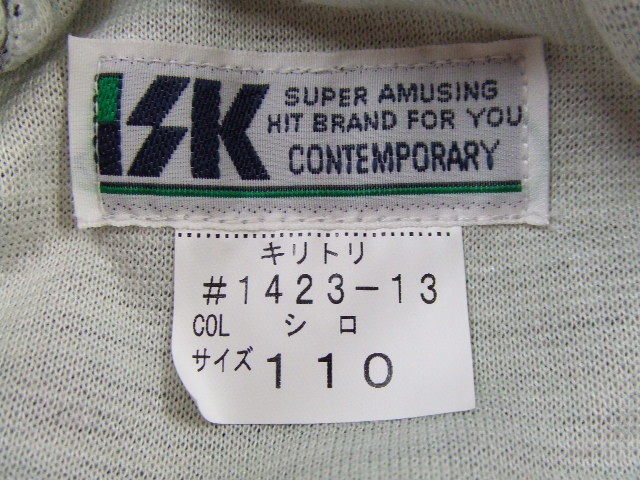 ISK
SUPER AMUSING
HIT BRAND FOR YOU
CONTEMPORARY
キリトリ
#1423-13
COL シロ
サイズ 110